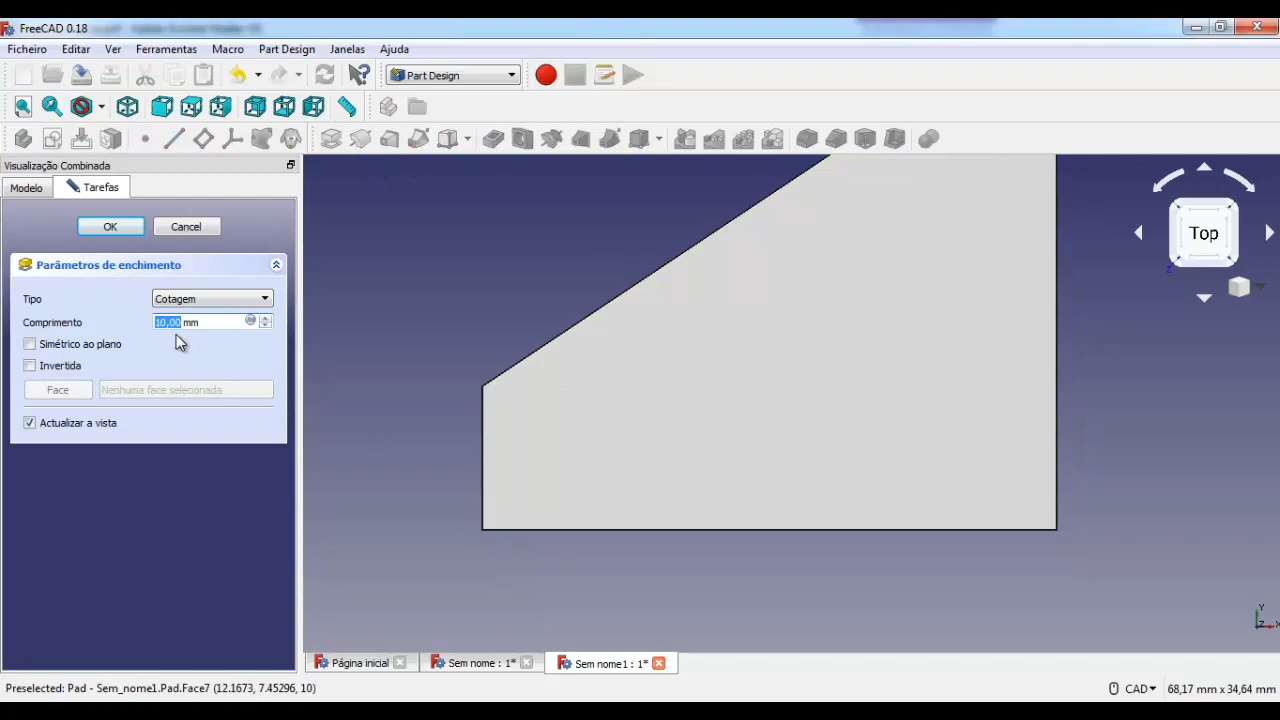 FreeCAD 0.18
Ficheiro Editar Ver Ferramentas Macro Part Design Janelas Ajuda
Part Design
Visualização Combinada
Modelo Tarefas
OK Cancel
Parâmetros de enchimento
Tipo Cotagem
Comprimento 10,00 mm
Simétrico ao plano
Invertida
Face Nenhuma face selecionada
Actualizar a vista
Top
Z
Y
Z X
Página inicial Sem nome : 1* Sem nome1 : 1*
Preselected: Pad - Sem_nome1.Pad.Face7 (12.1673, 7.45296, 10) CAD 68,17 mm x 34,64 mm